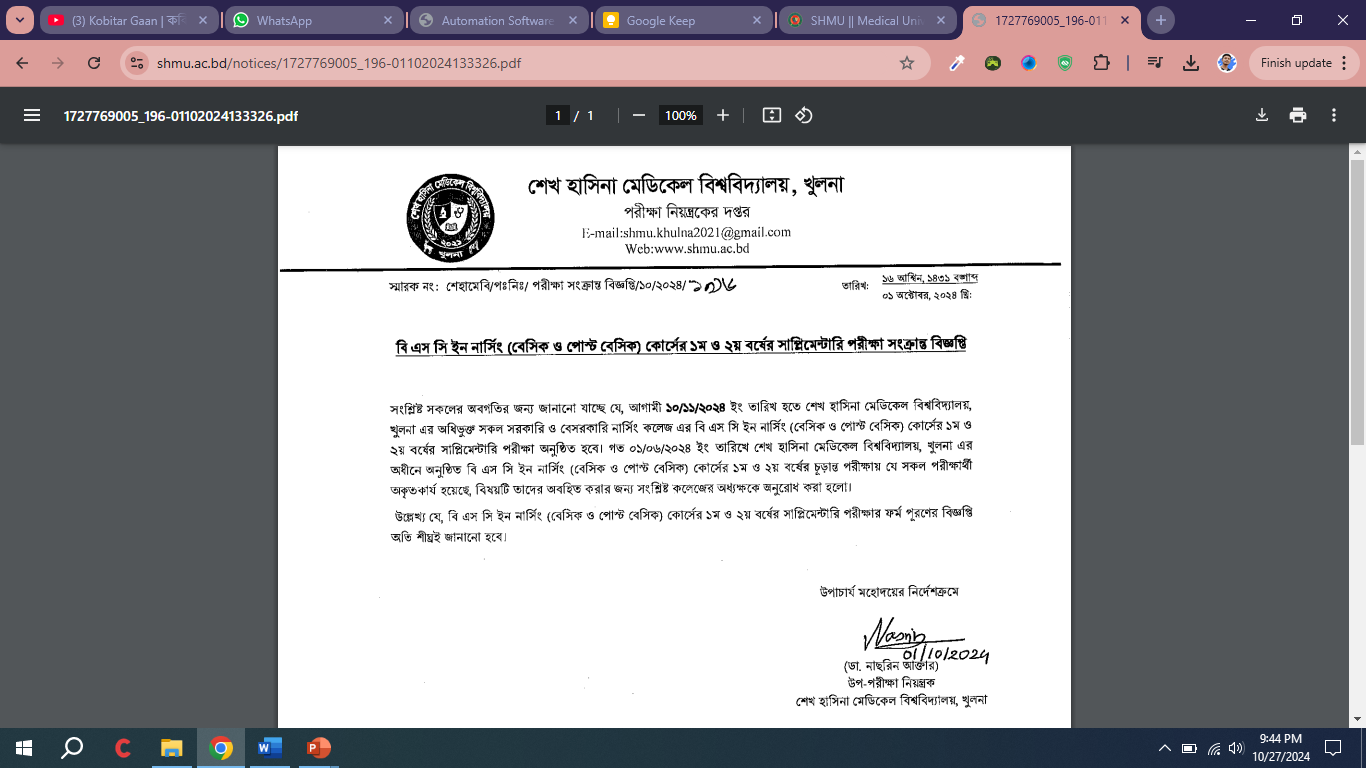 (3) Kobitar Gaan | কবি
WhatsApp
Automation Software
Google Keep
SHMU || Medical Univ
1727769005_196-011
shmu.ac.bd/notices/1727769005_196-01102024133326.pdf
Finish update
1727769005_196-01102024133326.pdf
1 / 1
100%
শেখ হাসিনা মেডিকেল বিশ্ববিদ্যালয়
২০২১
খুলনা
শেখ হাসিনা মেডিকেল বিশ্ববিদ্যালয়, খুলনা
পরীক্ষা নিয়ন্ত্রকের দপ্তর
E-mail:shmu.khulna2021@gmail.com
Web:www.shmu.ac.bd
স্মারক নং: শেহামেবি/পঃনিঃ/ পরীক্ষা সংক্রান্ত বিজ্ঞপ্তি/১০/২০২৪/
তারিখ: ১৬ আশ্বিন, ১৪৩১ বঙ্গাব্দ
০১ অক্টোবর, ২০২৪ খ্রি:
বি এস সি ইন নার্সিং (বেসিক ও পোস্ট বেসিক) কোর্সের ১ম ও ২য় বর্ষের সাপ্লিমেন্টারি পরীক্ষা সংক্রান্ত বিজ্ঞপ্তি
সংশ্লিষ্ট সকলের অবগতির জন্য জানানো যাচ্ছে যে, আগামী ১০/১১/২০২৪ ইং তারিখ হতে শেখ হাসিনা মেডিকেল বিশ্ববিদ্যালয়,
খুলনা এর অধিভুক্ত সকল সরকারি ও বেসরকারি নার্সিং কলেজ এর বি এস সি ইন নার্সিং (বেসিক ও পোস্ট বেসিক) কোর্সের ১ম ও
২য় বর্ষের সাপ্লিমেন্টারি পরীক্ষা অনুষ্ঠিত হবে। গত ০১/০৬/২০২৪ ইং তারিখে শেখ হাসিনা মেডিকেল বিশ্ববিদ্যালয়, খুলনা এর
অধীনে অনুষ্ঠিত বি এস সি ইন নার্সিং (বেসিক ও পোস্ট বেসিক) কোর্সের ১ম ও ২য় বর্ষের চূড়ান্ত পরীক্ষায় যে সকল পরীক্ষার্থী
অকৃতকার্য হয়েছে, বিষয়টি তাদের অবহিত করার জন্য সংশ্লিষ্ট কলেজের অধ্যক্ষকে অনুরোধ করা হলো।
উল্লেখ্য যে, বি এস সি ইন নার্সিং (বেসিক ও পোস্ট বেসিক) কোর্সের ১ম ও ২য় বর্ষের সাপ্লিমেন্টারি পরীক্ষার ফর্ম পূরণের বিজ্ঞপ্তি
অতি শীঘ্রই জানানো হবে।
উপাচার্য মহোদয়ের নির্দেশক্রমে
01/10/2024
(ডা. নাছরিন আক্তার)
উপ-পরীক্ষা নিয়ন্ত্রক
শেখ হাসিনা মেডিকেল বিশ্ববিদ্যালয়, খুলনা
9:44 PM
10/27/2024